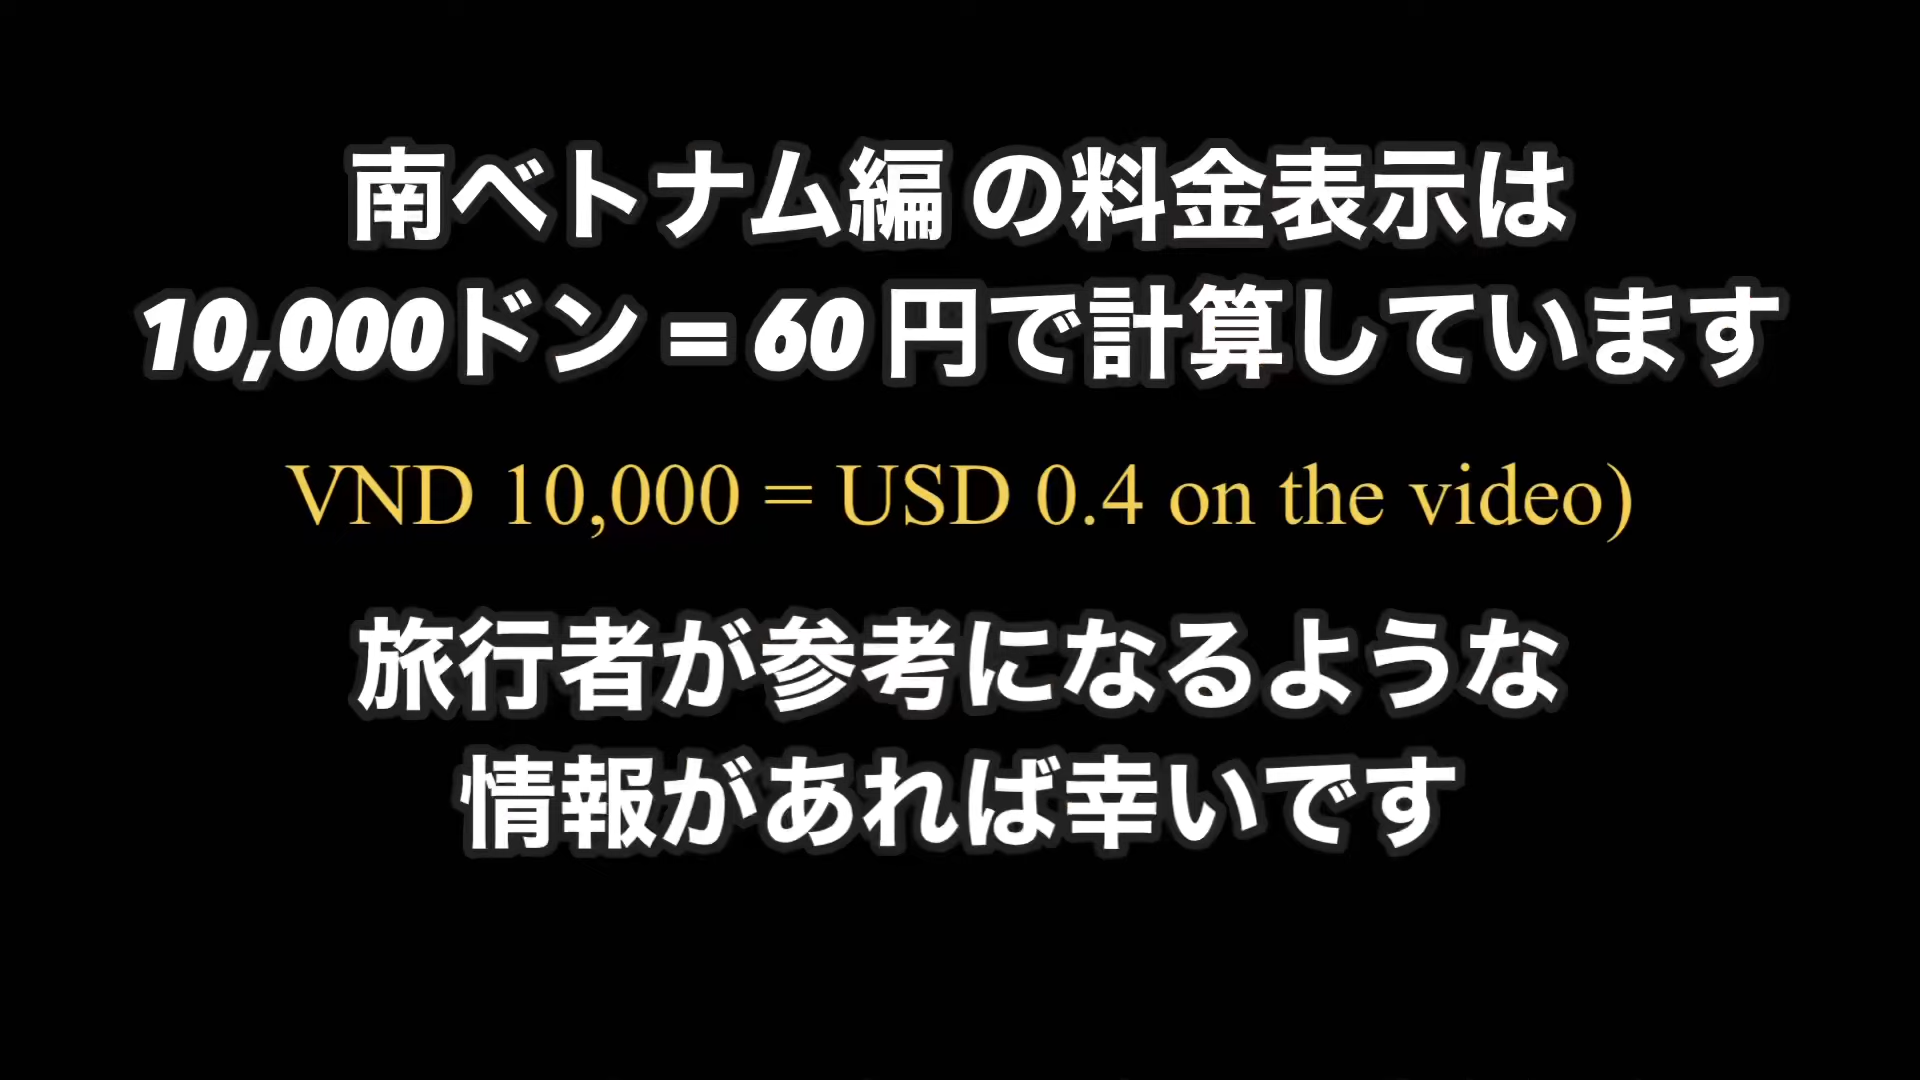 南ベトナム編 の料金表示は
10,000ドン = 60 円で計算しています
VND 10,000 = USD 0.4 on the video)
旅行者が参考になるような
情報があれば幸いです